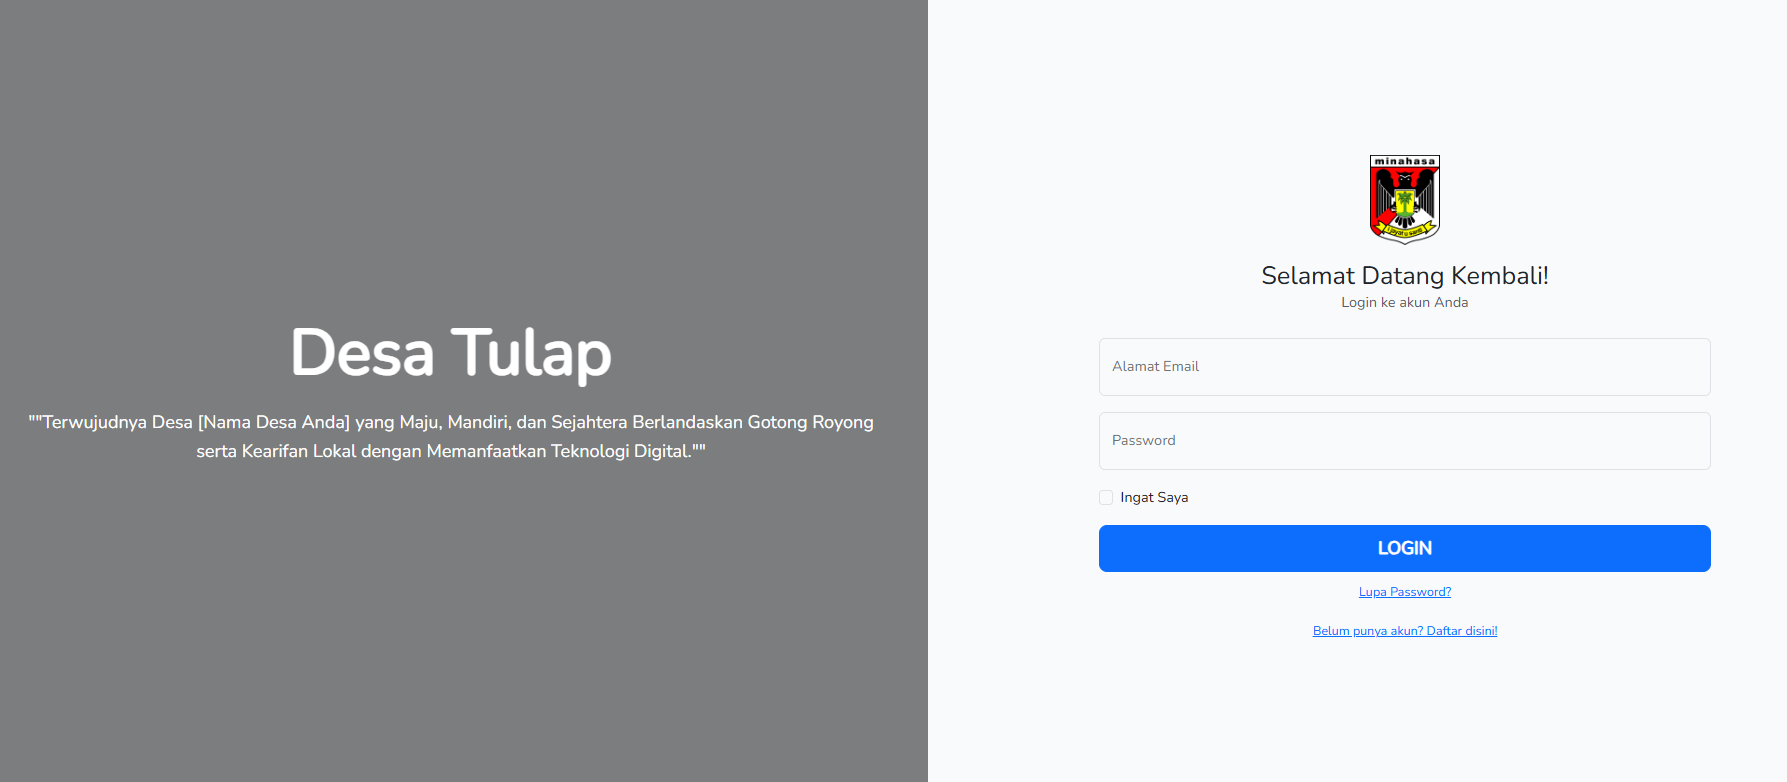 Desa Tulap
""Terwujudnya Desa [Nama Desa Anda] yang Maju, Mandiri, dan Sejahtera Berlandaskan Gotong Royong
serta Kearifan Lokal dengan Memanfaatkan Teknologi Digital.""
minahasa
Selamat Datang Kembali!
Login ke akun Anda
Alamat Email
Password
Ingat Saya
LOGIN
Lupa Password?
Belum punya akun? Daftar disini!